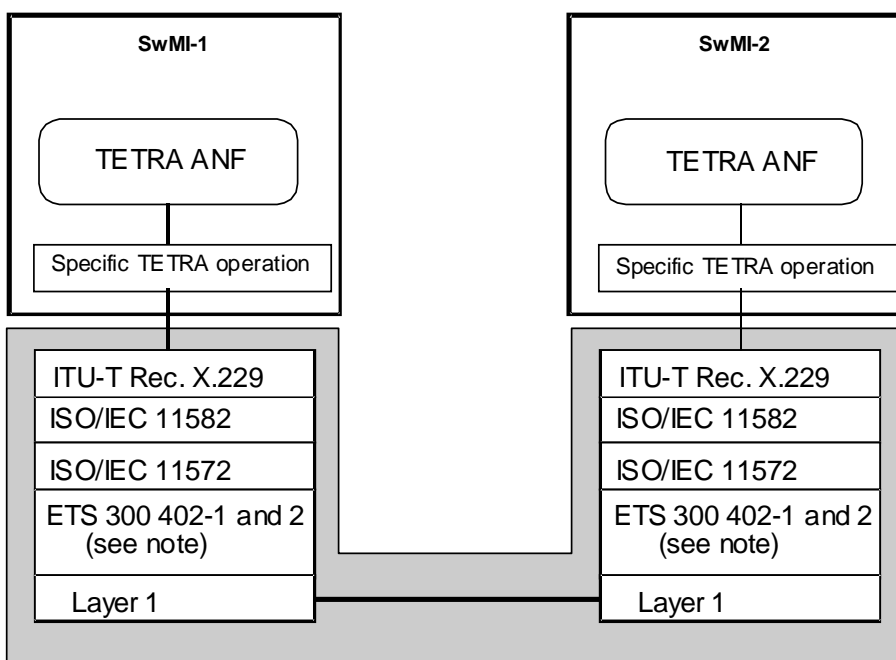 SwMI-1
TETRA ANF
Specific TETRA operation
ITU-T Rec. X.229
ISO/IEC 11582
ISO/IEC 11572
ETS 300 402-1 and 2
(see note)
Layer 1
SwMI-2
TETRA ANF
Specific TETRA operation
ITU-T Rec. X.229
ISO/IEC 11582
ISO/IEC 11572
ETS 300 402-1 and 2
(see note)
Layer 1